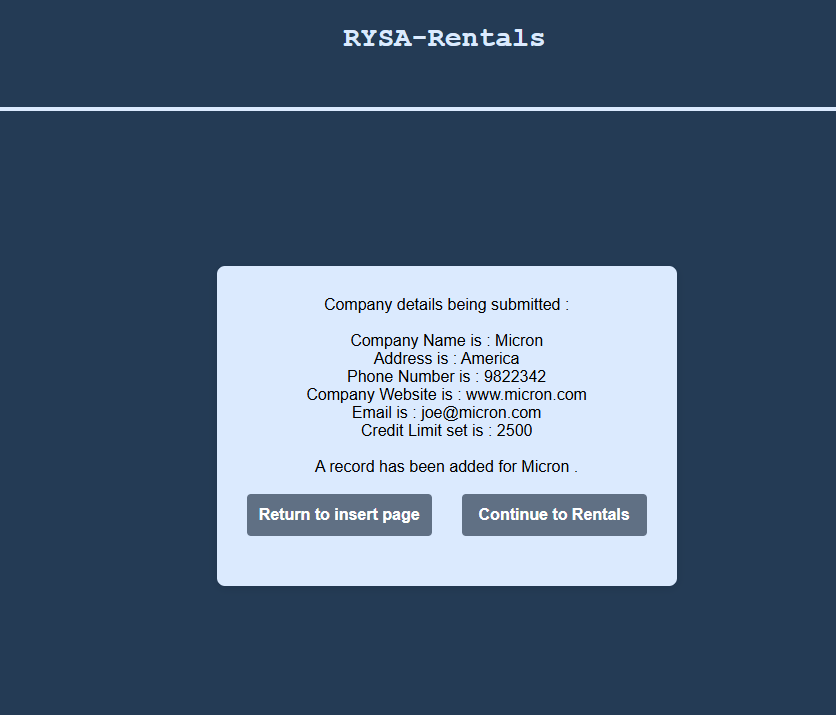 RYSA-Rentals
Company details being submitted :
Company Name is : Micron
Address is : America
Phone Number is : 9822342
Company Website is : www.micron.com
Email is : joe@micron.com
Credit Limit set is : 2500
A record has been added for Micron .
Return to insert page
Continue to Rentals